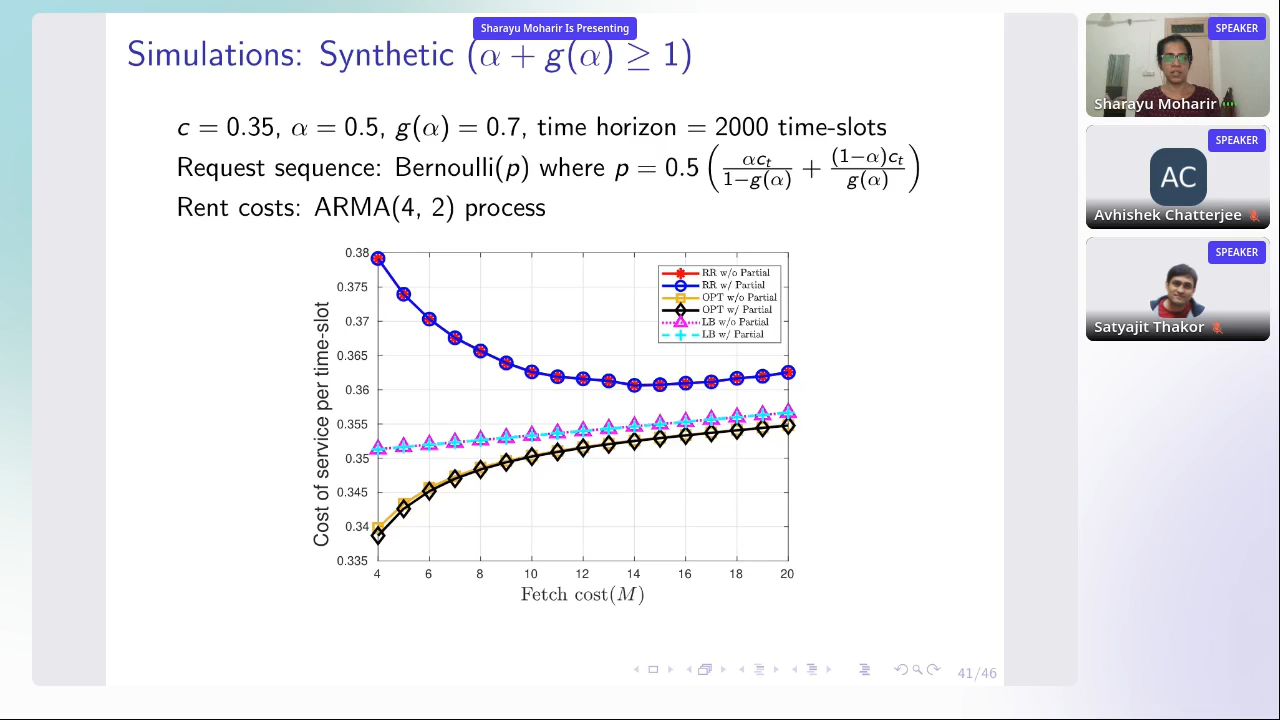 Sharayu Moharir Is Presenting
Simulations: Synthetic (α + g(α) ≥ 1)
c = 0.35, α = 0.5, g(α) = 0.7, time horizon = 2000 time-slots
Request sequence: Bernoulli(p) where p = 0.5 (αc_t/(1−g(α)) + (1−α)c_t/g(α))
Rent costs: ARMA(4, 2) process
Cost of service per time-slot
0.38
0.375
0.37
0.365
0.36
0.355
0.35
0.345
0.34
0.335
RR w/o Partial
RR w/ Partial
OPT w/o Partial
OPT w/ Partial
LB w/o Partial
LB w/ Partial
4 6 8 10 12 14 16 18 20
Fetch cost(M)
41/46
SPEAKER
Sharayu Moharir
SPEAKER
AC
Avhishek Chatterjee
SPEAKER
Satyajit Thakor